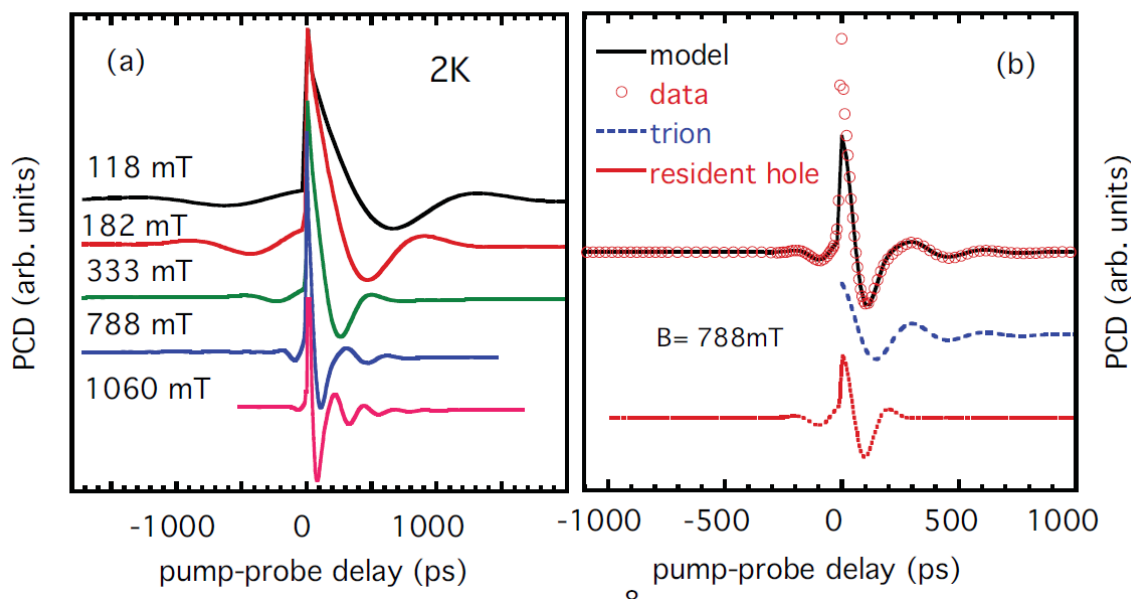 (a)
2K
118 mT
182 mT
333 mT
788 mT
1060 mT
PCD (arb. units)
-1000
0
1000
pump-probe delay (ps)
(b)
model
data
trion
resident hole
B= 788mT
PCD (arb. units)
-1000
-500
0
500
1000
pump-probe delay (ps)
8